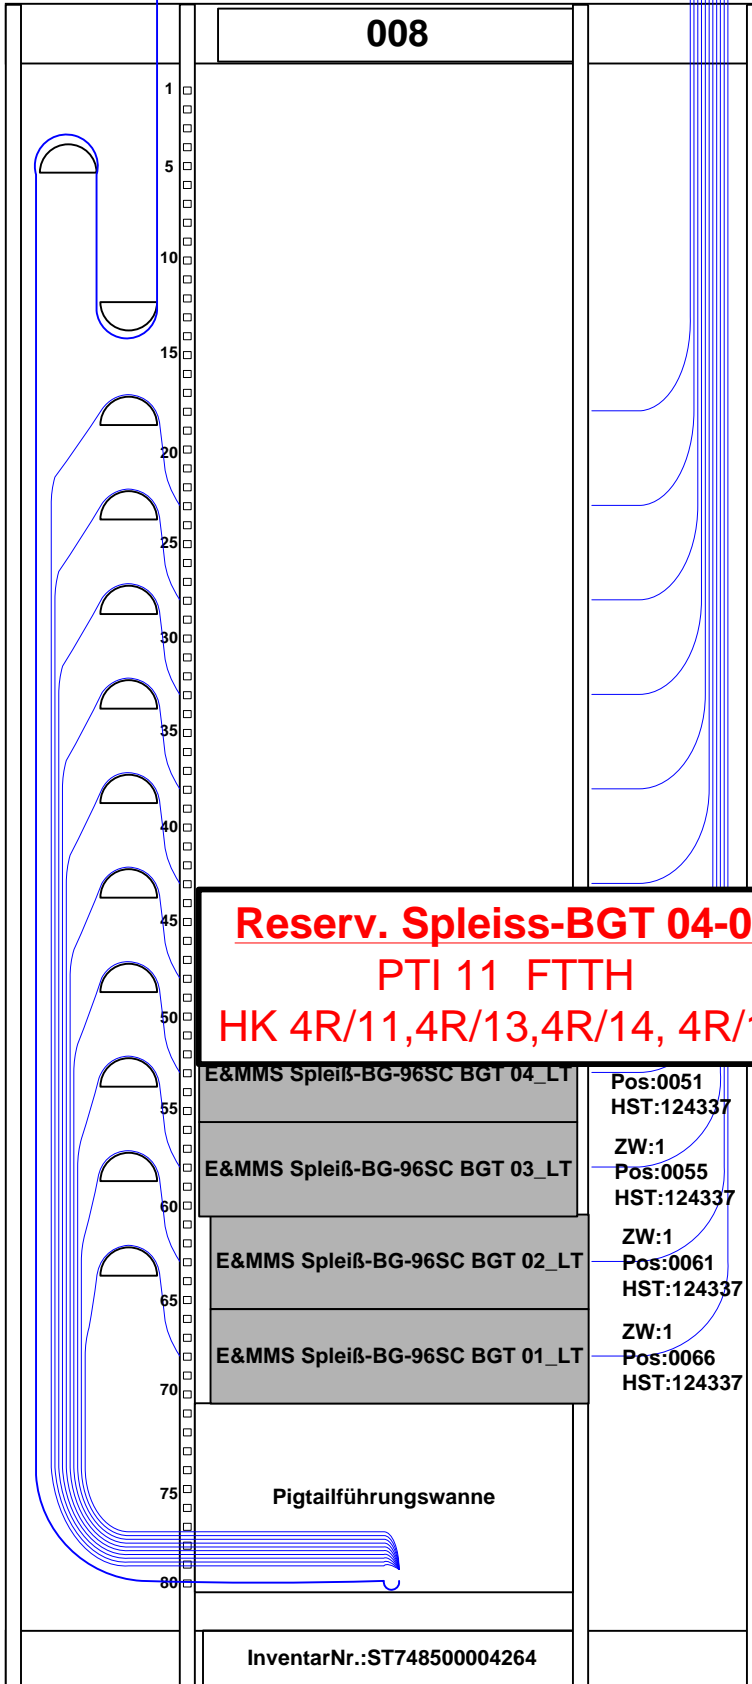 008
1
5
10
15
20
25
30
35
40
45
Reserv. Spleiss-BGT 04-0
PTI 11 FTTH
HK 4R/11,4R/13,4R/14, 4R/1
50
E&MMS Spleiß-BG-96SC BGT 04_LT
Pos:0051
HST:124337
55
E&MMS Spleiß-BG-96SC BGT 03_LT
ZW:1
Pos:0055
HST:124337
60
E&MMS Spleiß-BG-96SC BGT 02_LT
ZW:1
Pos:0061
HST:124337
65
E&MMS Spleiß-BG-96SC BGT 01_LT
ZW:1
Pos:0066
HST:124337
70
75
Pigtailführungswanne
80
InventarNr.:ST748500004264